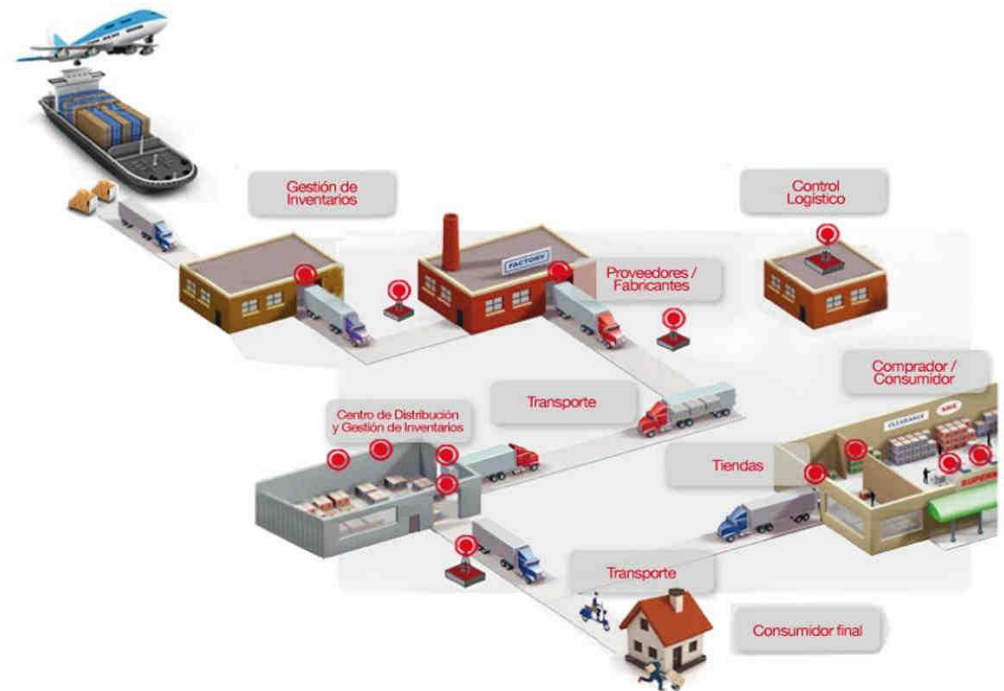 Gestión de
Inventarios
Control
Logístico
FACTORY
Proveedores /
Fabricantes
Comprador /
Consumidor
Transporte
Centro de Distribución
y Gestión de Inventarios
CLEARANCE
SALE
Tiendas
Transporte
Consumidor final